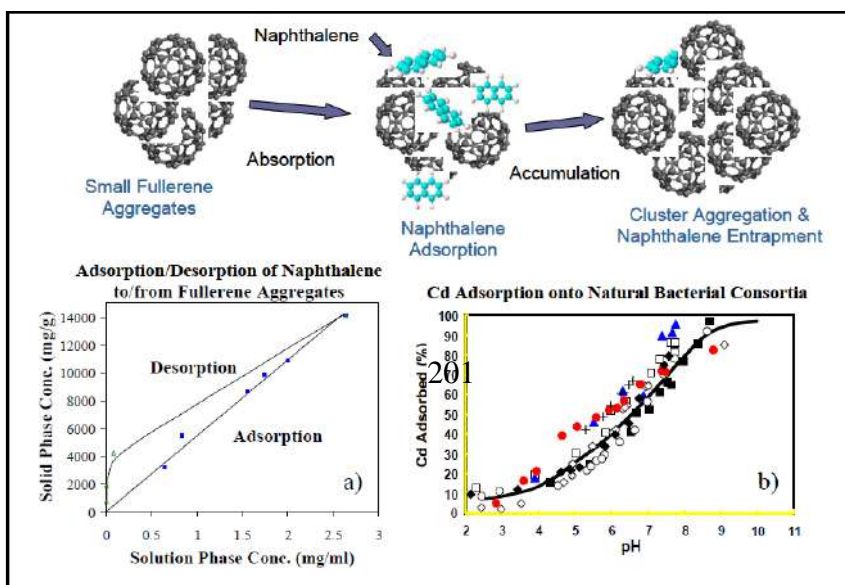 Naphthalene
Absorption
Accumulation
Small Fullerene
Aggregates
Naphthalene
Adsorption
Cluster Aggregation &
Naphthalene Entrapment
Adsorption/Desorption of Naphthalene
to/from Fullerene Aggregates
Solid Phase Conc. (mg/g)
14000
12000
10000
8000
6000
4000
2000
0
Desorption
Adsorption
a)
0 0.5 1 1.5 2 2.5 3
Solution Phase Conc. (mg/ml)
Cd Adsorption onto Natural Bacterial Consortia
Cd Adsorbed (%)
100
90
80
70
60
50
40
30
20
10
0
201
b)
2 3 4 5 6 7 8 9 10 11
pH